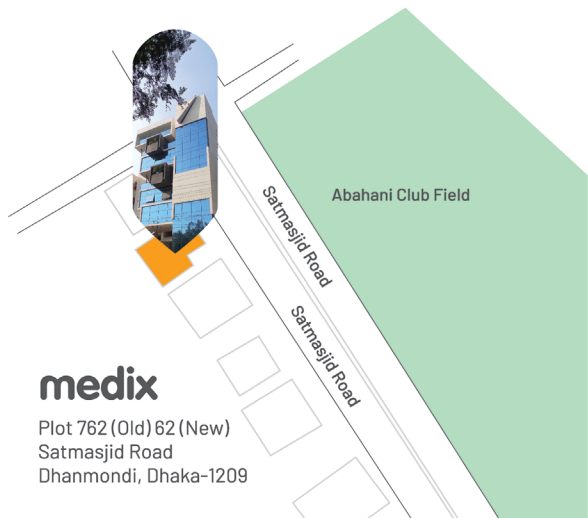 Abahani Club Field
Satmasjid Road
Satmasjid Road
medix
Plot 762 (Old) 62 (New)
Satmasjid Road
Dhanmondi, Dhaka-1209